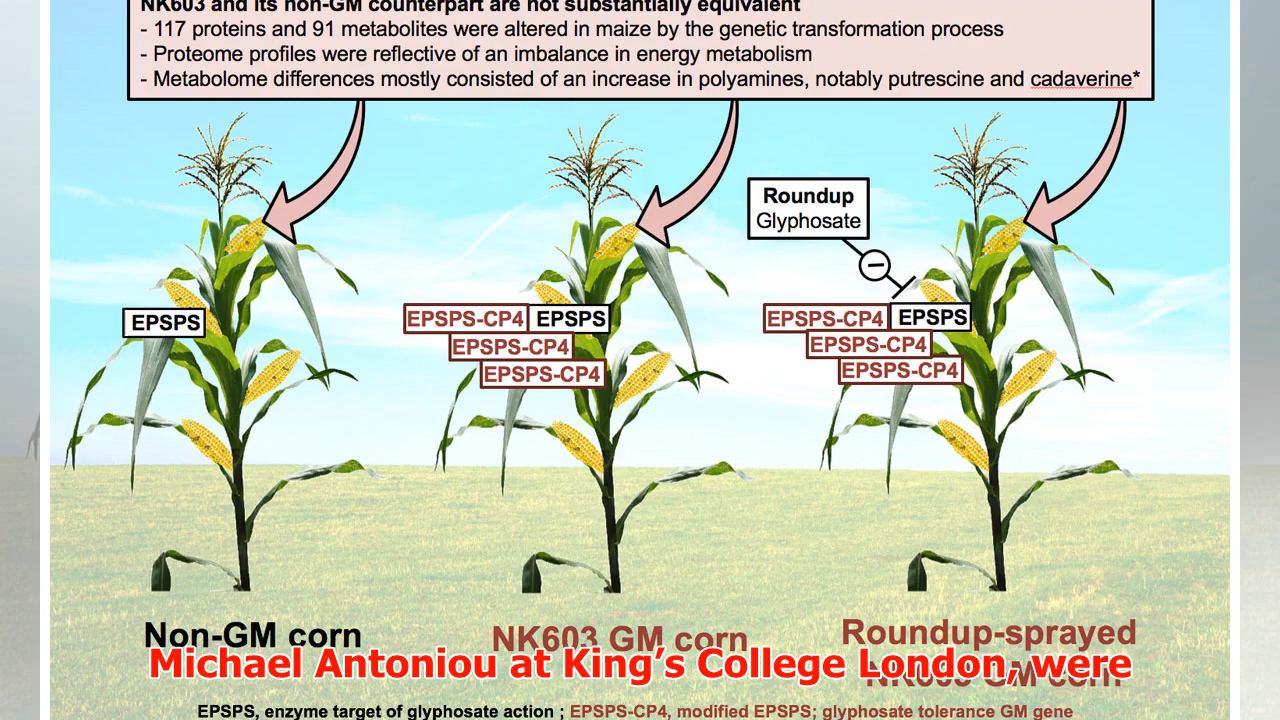 NK603 and its non-GM counterpart are not substantially equivalent
- 117 proteins and 91 metabolites were altered in maize by the genetic transformation process
- Proteome profiles were reflective of an imbalance in energy metabolism
- Metabolome differences mostly consisted of an increase in polyamines, notably putrescine and cadaverine*
Roundup
Glyphosate
EPSPS
EPSPS-CP4 EPSPS
EPSPS-CP4
EPSPS-CP4
EPSPS-CP4 EPSPS
EPSPS-CP4
EPSPS-CP4
Non-GM corn
NK603 GM corn
Roundup-sprayed
NK603 GM corn
Michael Antoniou at King's College London, were
EPSPS, enzyme target of glyphosate action ; EPSPS-CP4, modified EPSPS; glyphosate tolerance GM gene